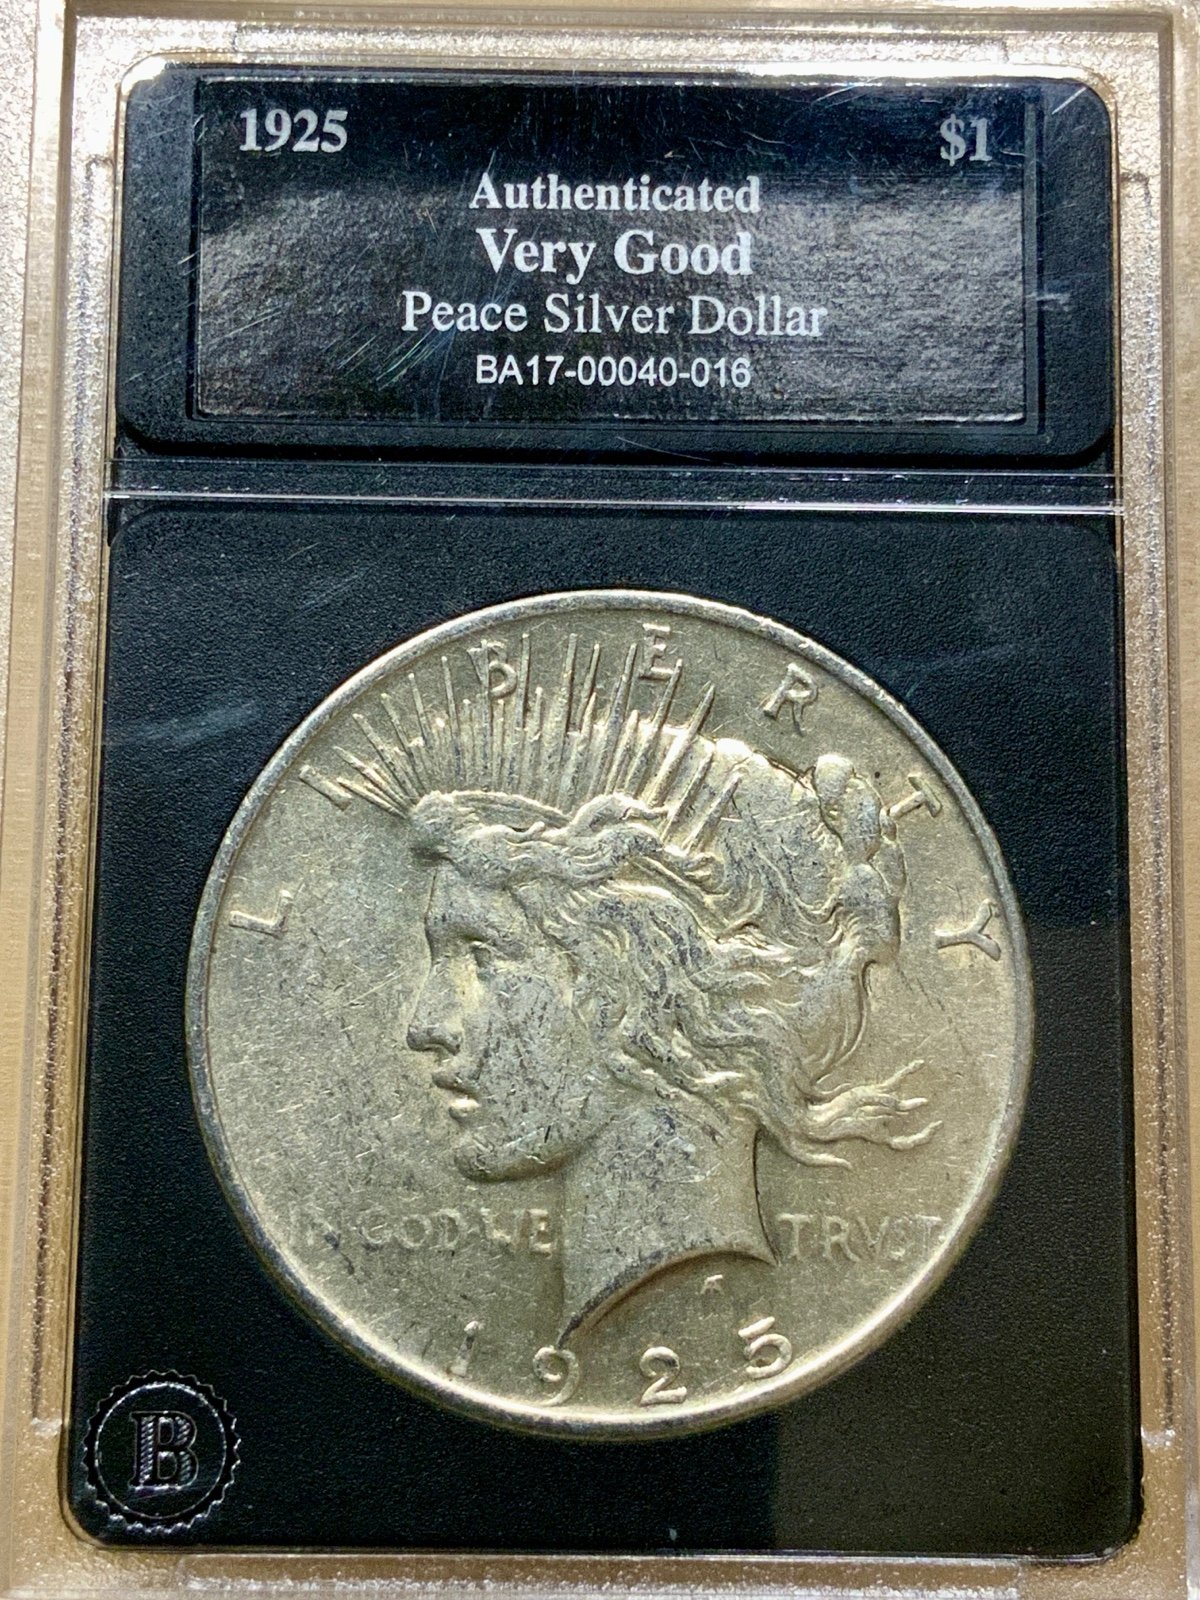 1925 $1
Authenticated
Very Good
Peace Silver Dollar
BA17-00040-016
LIBERTY
IN GOD WE TRVST
1925
B